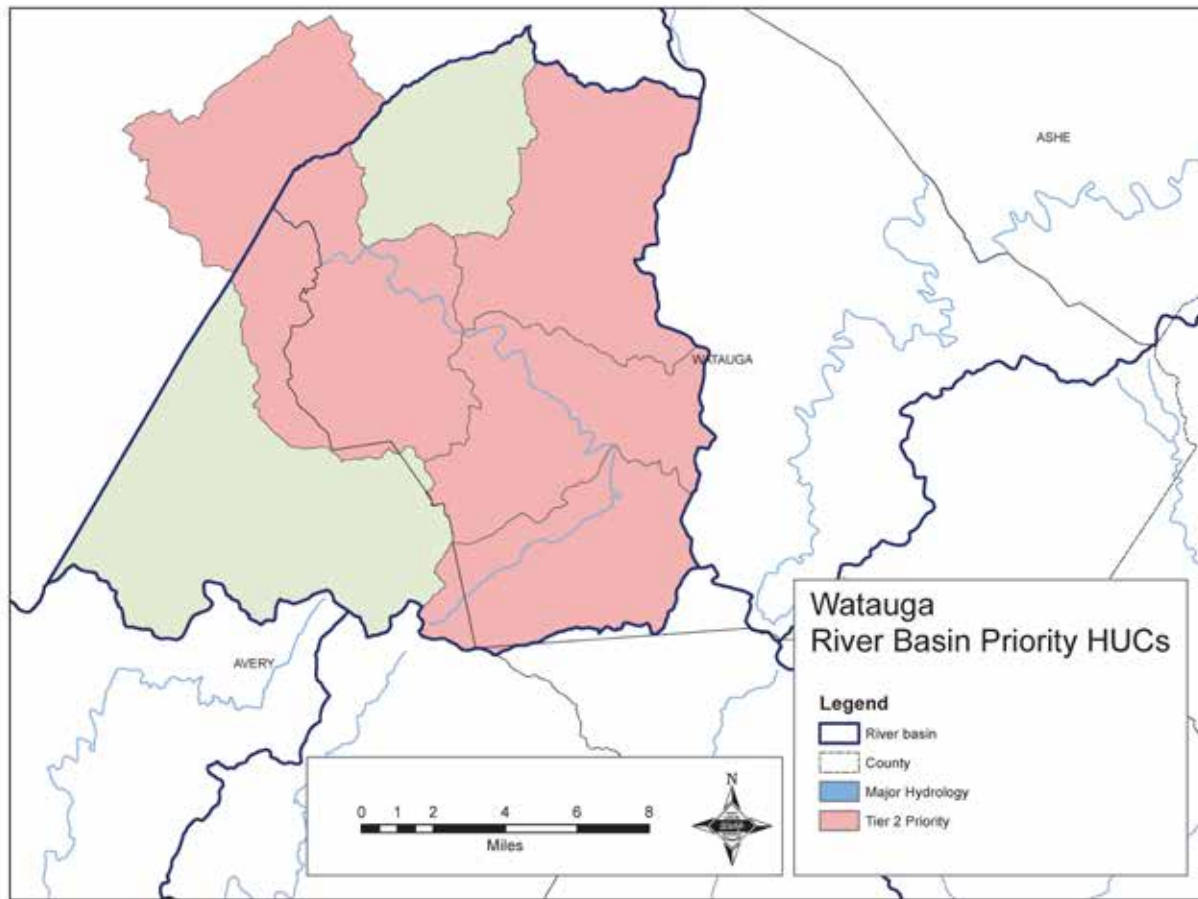 ASHE
WATAUGA
AVERY
Watauga
River Basin Priority HUCs
Legend
River basin
County
Major Hydrology
Tier 2 Priority
N
0 1 2 4 6 8
Miles